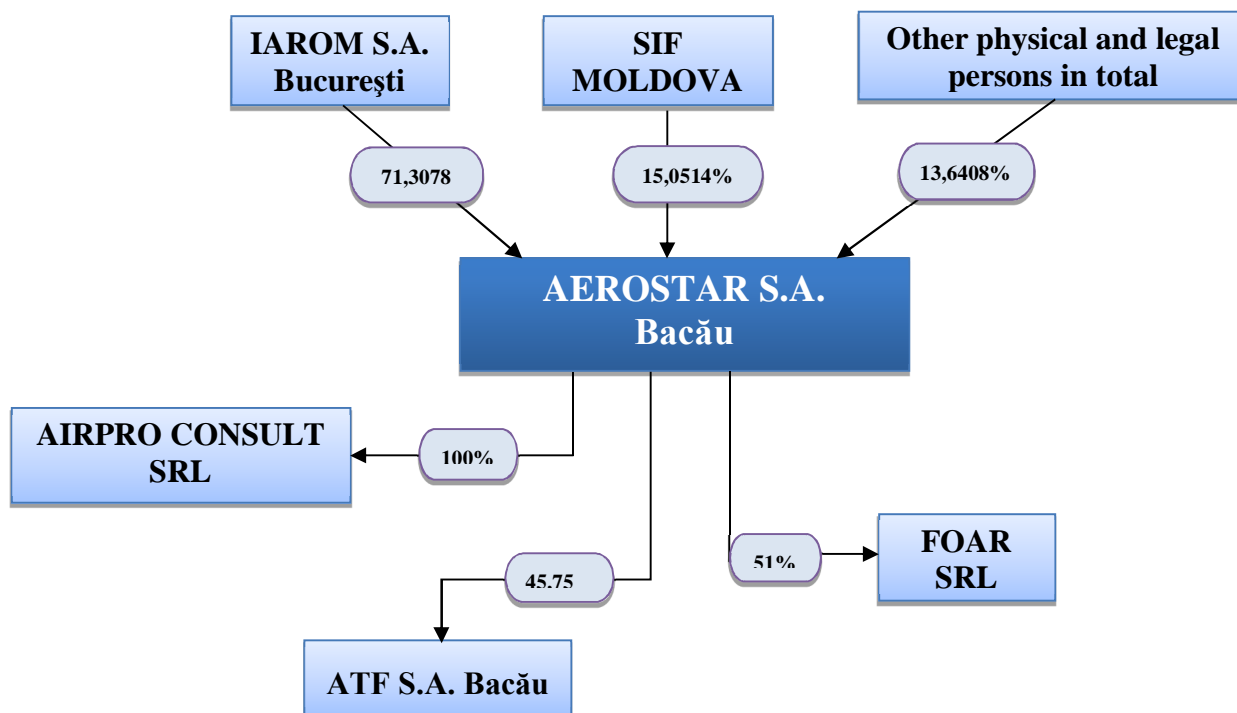 IAROM S.A.
Bucureşti
SIF
MOLDOVA
Other physical and legal
persons in total
71,3078
15,0514%
13,6408%
AEROSTAR S.A.
Bacău
AIRPRO CONSULT
SRL
100%
FOAR
SRL
51%
45,75
ATF S.A. Bacău